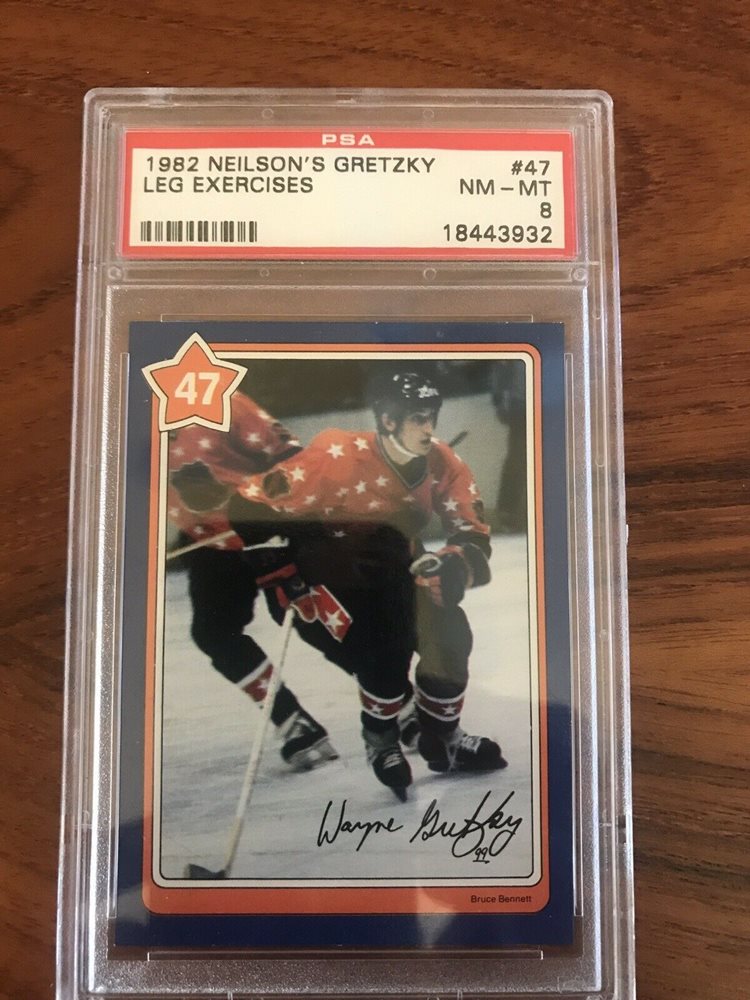 PSA
1982 NEILSON'S GRETZKY #47
LEG EXERCISES NM-MT
8
18443932
47
Wayne Gretzky
99
Bruce Bennett